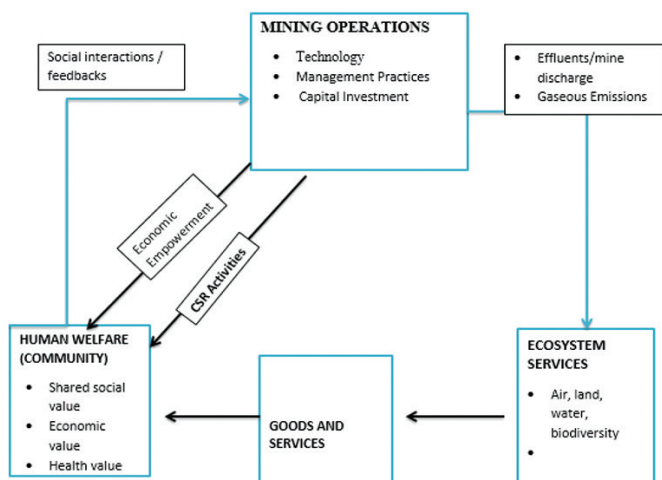 MINING OPERATIONS
• Technology
• Management Practices
• Capital Investment
Social interactions /
feedbacks
• Effluents/mine
discharge
• Gaseous Emissions
Economic
Empowerment
CSR Activities
HUMAN WELFARE
(COMMUNITY)
• Shared social
value
• Economic
value
• Health value
GOODS AND
SERVICES
ECOSYSTEM
SERVICES
• Air, land,
water,
biodiversity
•